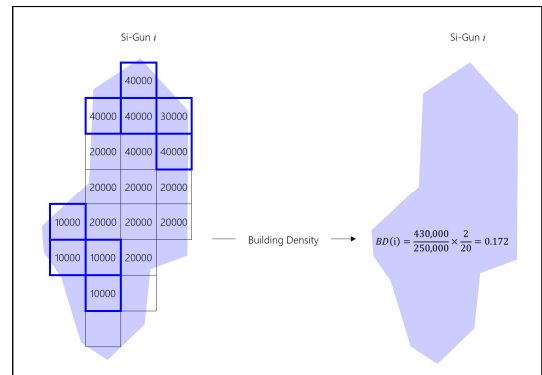 Si-Gun i
Si-Gun i
40000
40000 40000 30000
20000 40000 40000
20000 20000 20000
10000 20000 20000 20000
10000 10000 20000
10000
Building Density
BD(i) = 430,000/250,000 × 2/20 = 0.172